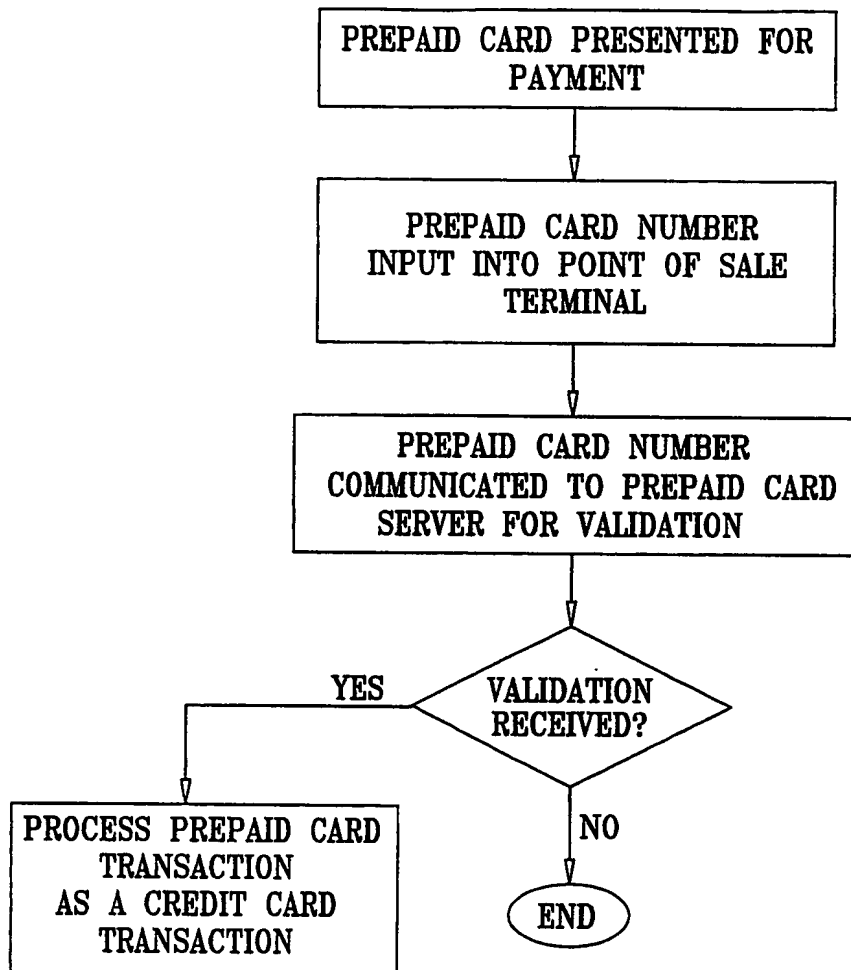 PREPAID CARD PRESENTED FOR
PAYMENT
PREPAID CARD NUMBER
INPUT INTO POINT OF SALE
TERMINAL
PREPAID CARD NUMBER
COMMUNICATED TO PREPAID CARD
SERVER FOR VALIDATION
VALIDATION
RECEIVED?
YES
NO
PROCESS PREPAID CARD
TRANSACTION
AS A CREDIT CARD
TRANSACTION
END